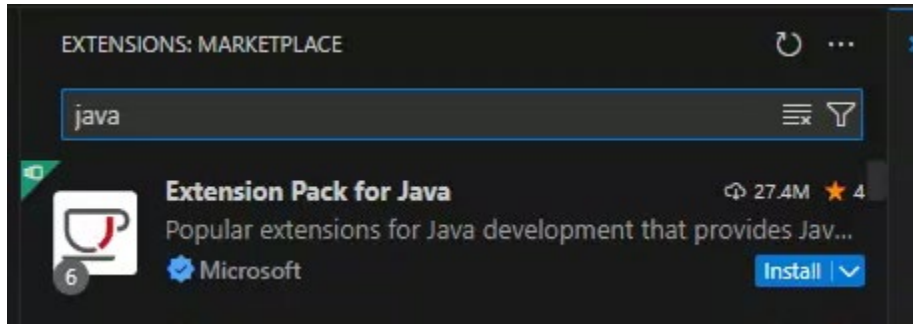 EXTENSIONS: MARKETPLACE
java
Extension Pack for Java 27.4M ★ 4
Popular extensions for Java development that provides Jav...
6 Microsoft Install